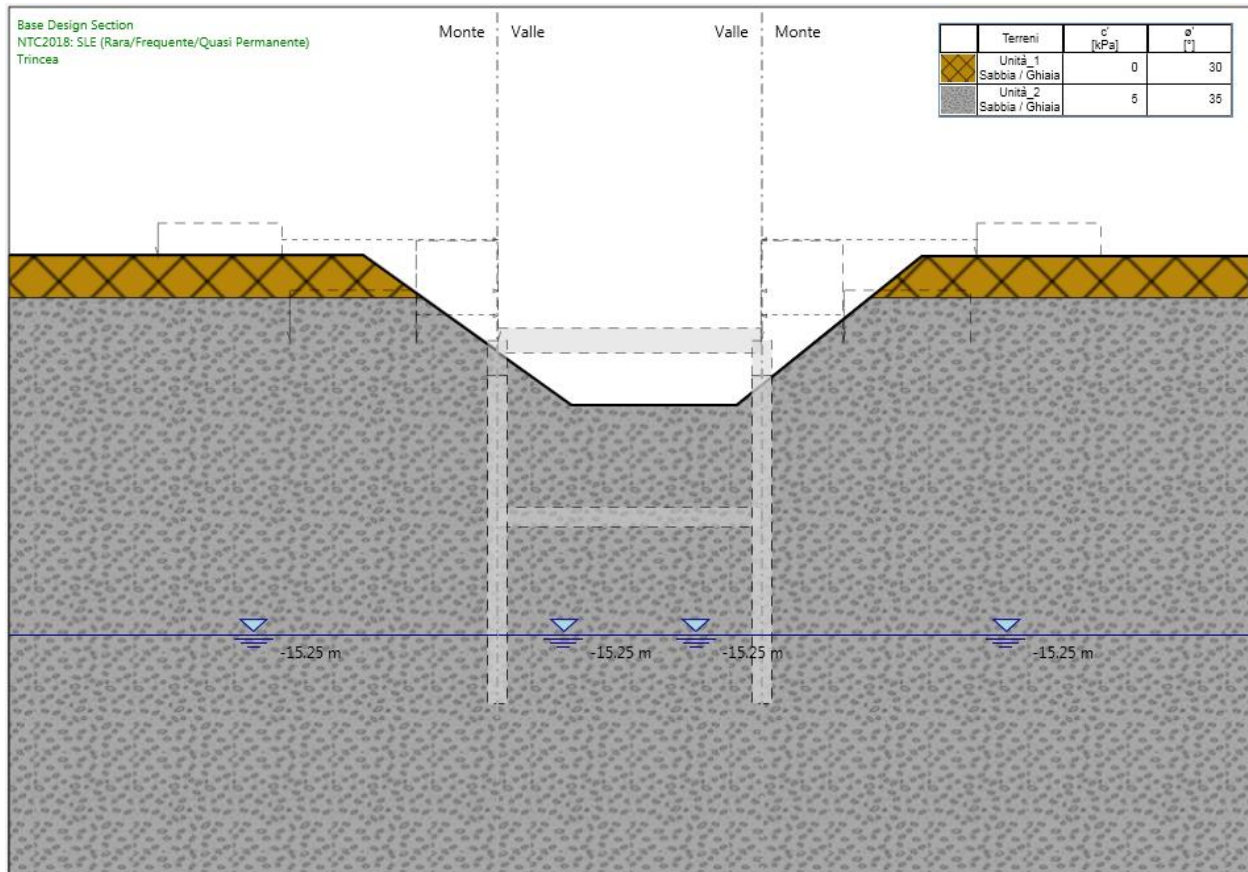 Base Design Section
NTC2018: SLE (Rara/Frequente/Quasi Permanente)
Trincea
Monte Valle Valle Monte
Terreni c' [kPa] ø' [°]
Unità_1 Sabbia / Ghiaia 0 30
Unità_2 Sabbia / Ghiaia 5 35
-15.25 m -15.25 m -15.25 m -15.25 m